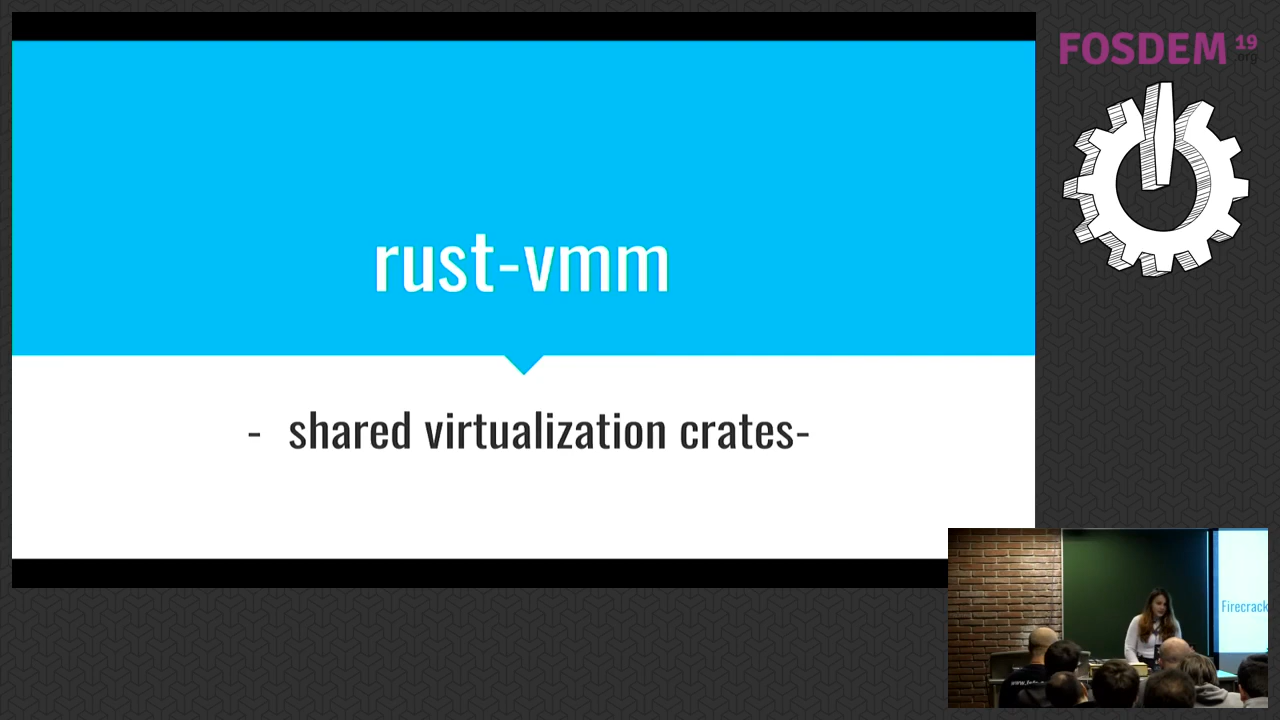 rust-vmm
- shared virtualization crates-
FOSDEM 19
.org
Firecrack